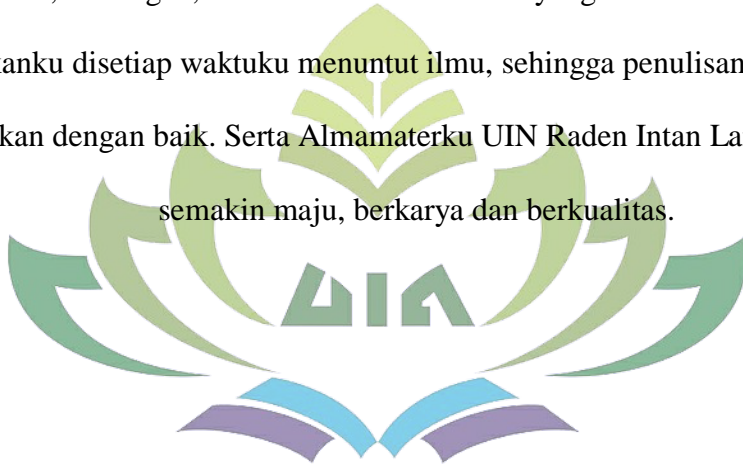 kanku disetiap waktuku menuntut ilmu, sehingga penulisan
kan dengan baik. Serta Almamaterku UIN Raden Intan La
semakin maju, berkarya dan berkualitas.
UIN